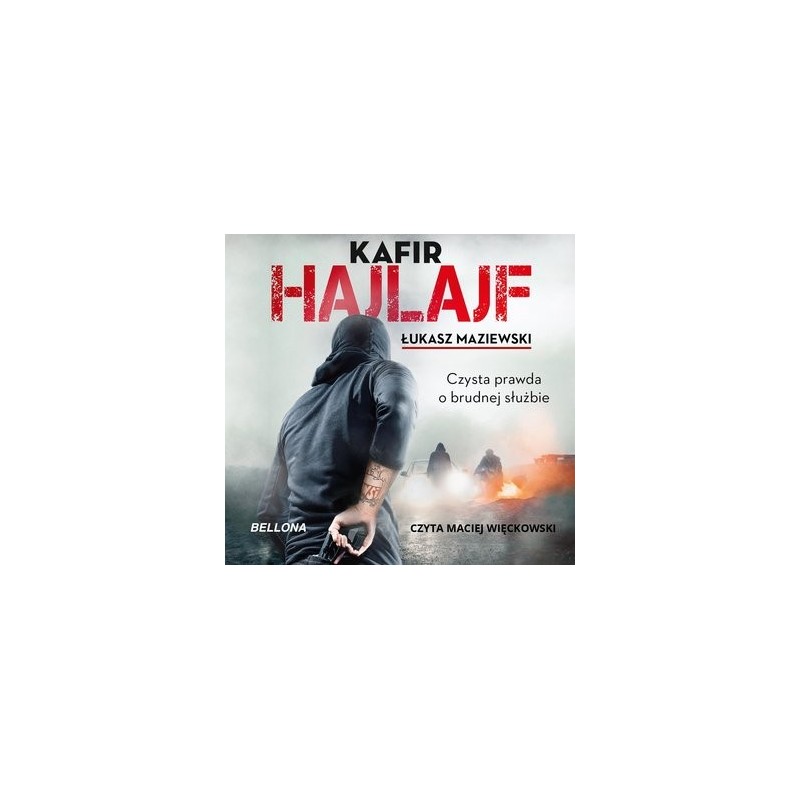 KAFIR
HAJLAJF
ŁUKASZ MAZIEWSKI
Czysta prawda
o brudnej służbie
BELLONA
CZYTA MACIEJ WIĘCKOWSKI